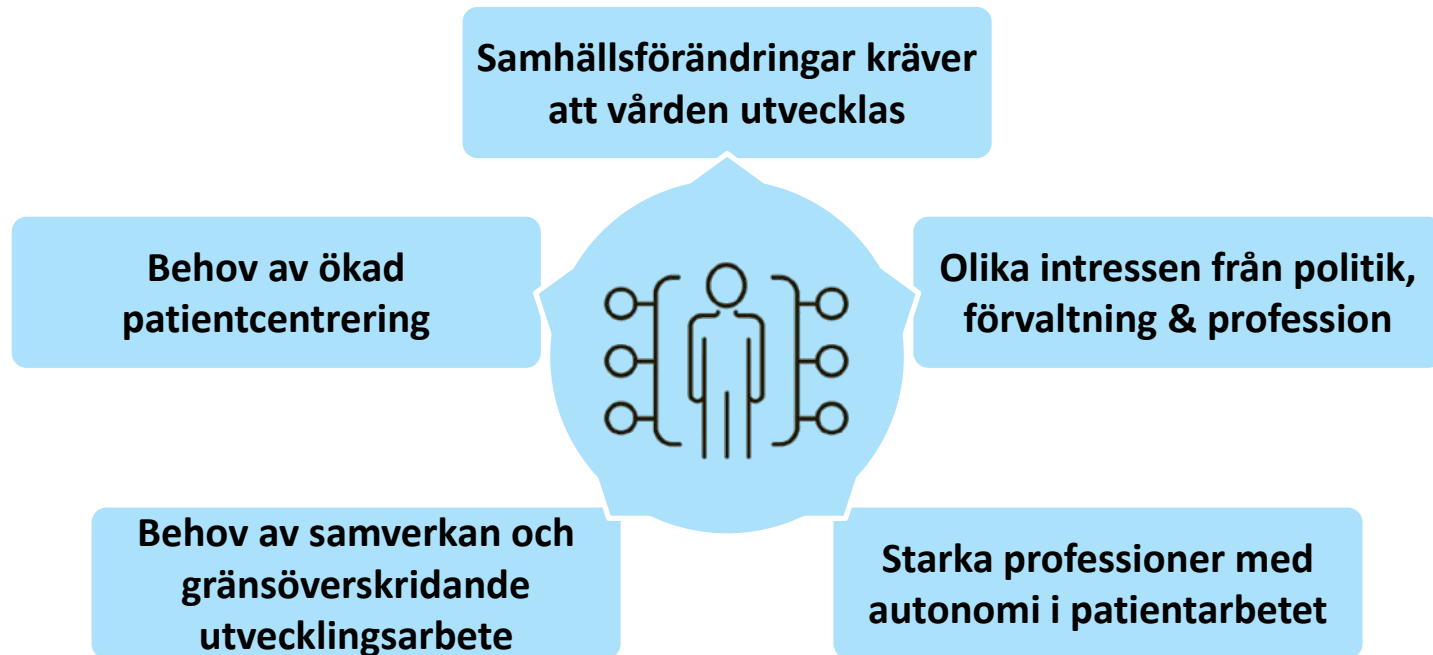 Samhällsförändringar kräver
att vården utvecklas
Behov av ökad
patientcentrering
Olika intressen från politik,
förvaltning & profession
Behov av samverkan och
gränsöverskridande
utvecklingsarbete
Starka professioner med
autonomi i patientarbetet